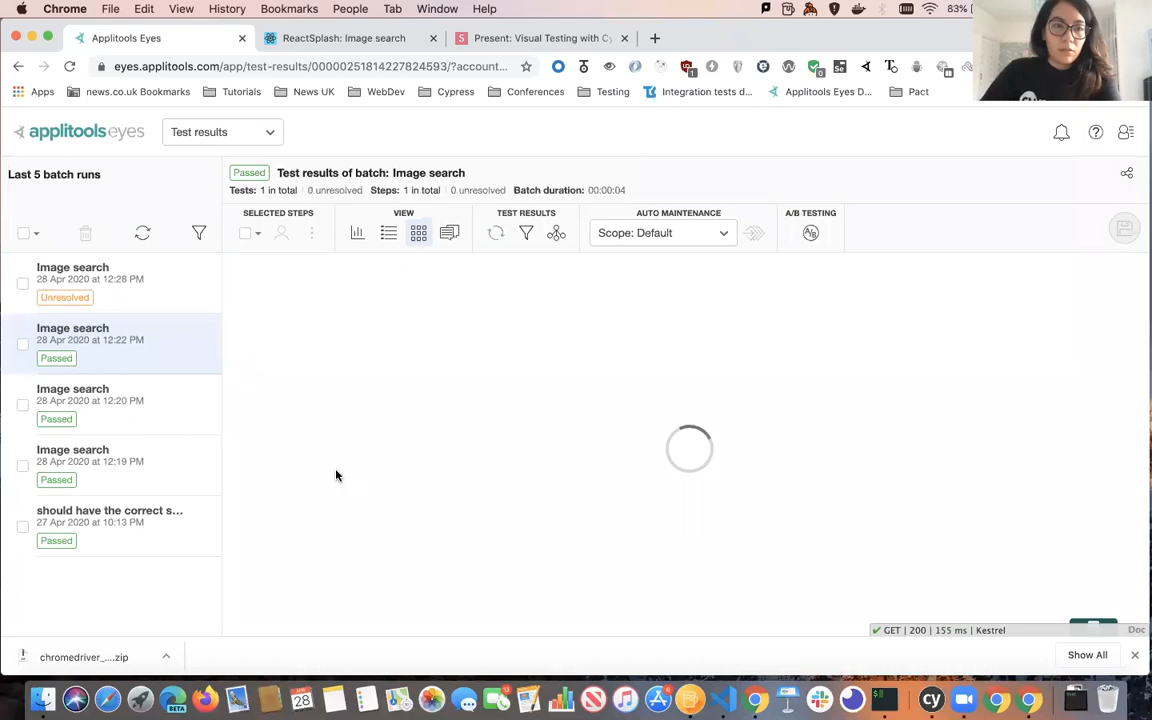 Chrome File Edit View History Bookmarks People Tab Window Help 83%
Applitools Eyes ReactSplash: Image search Present: Visual Testing with Cy
eyes.applitools.com/app/test-results/00000251814227824593/?account...
Apps news.co.uk Bookmarks Tutorials News UK WebDev Cypress Conferences Testing Integration tests d... Applitools Eyes D... Pact
applitools eyes Test results
Last 5 batch runs
Passed Test results of batch: Image search
Tests: 1 in total 0 unresolved Steps: 1 in total 0 unresolved Batch duration: 00:00:04
SELECTED STEPS VIEW TEST RESULTS AUTO MAINTENANCE A/B TESTING
Scope: Default
Image search
28 Apr 2020 at 12:28 PM
Unresolved
Image search
28 Apr 2020 at 12:22 PM
Passed
Image search
28 Apr 2020 at 12:20 PM
Passed
Image search
28 Apr 2020 at 12:19 PM
Passed
should have the correct s...
27 Apr 2020 at 10:13 PM
Passed
GET | 200 | 155 ms | Kestrel Doc
chromedriver_....zip Show All